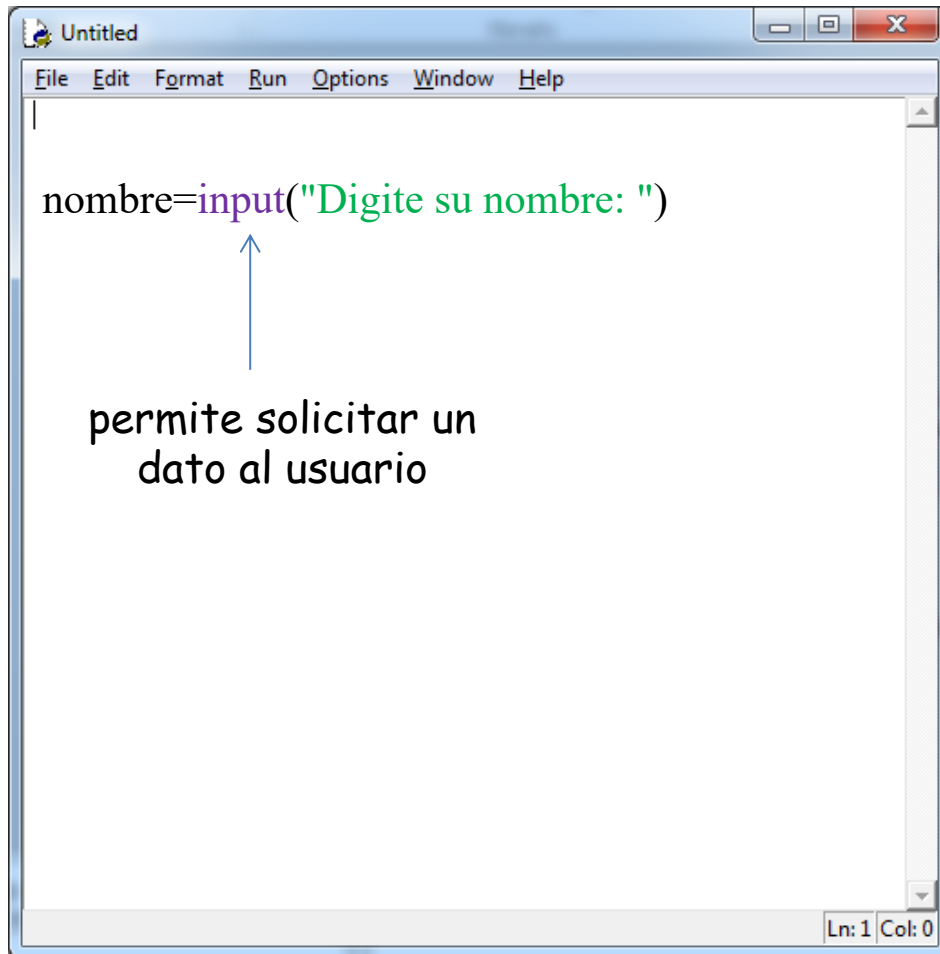 Untitled
File Edit Format Run Options Window Help
nombre=input("Digite su nombre: ")
permite solicitar un
dato al usuario
Ln: 1 Col: 0